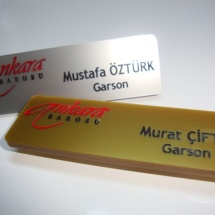 ankara
BAROSU
Mustafa ÖZTÜRK
Garson
ankara
BAROSU
Murat ÇİFT
Garson